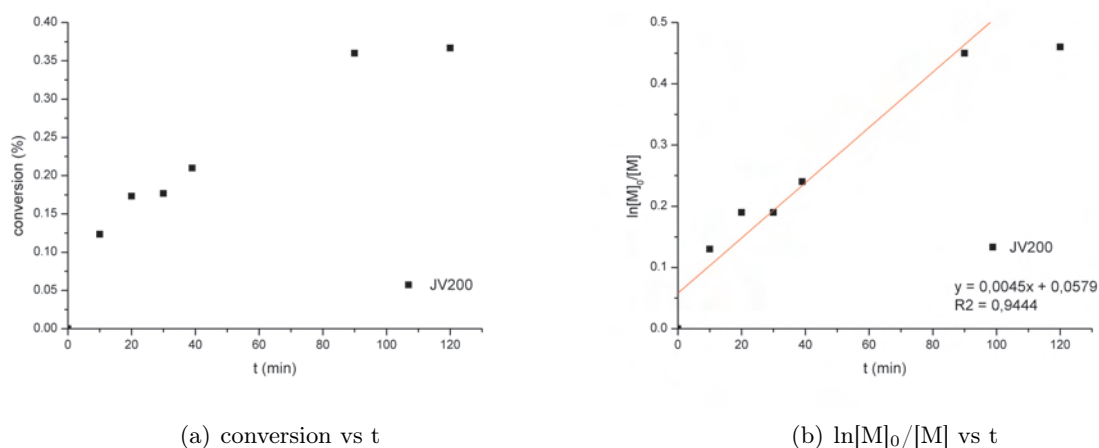 0.40
0.35
0.30
0.25
0.20
0.15
0.10
0.05
0.00
conversion (%)
JV200
0 20 40 60 80 100 120
t (min)
(a) conversion vs t
0.5
0.4
0.3
0.2
0.1
0.0
ln[M]₀/[M]
JV200
y = 0,0045x + 0,0579
R2 = 0,9444
0 20 40 60 80 100 120
t (min)
(b) ln[M]₀/[M] vs t